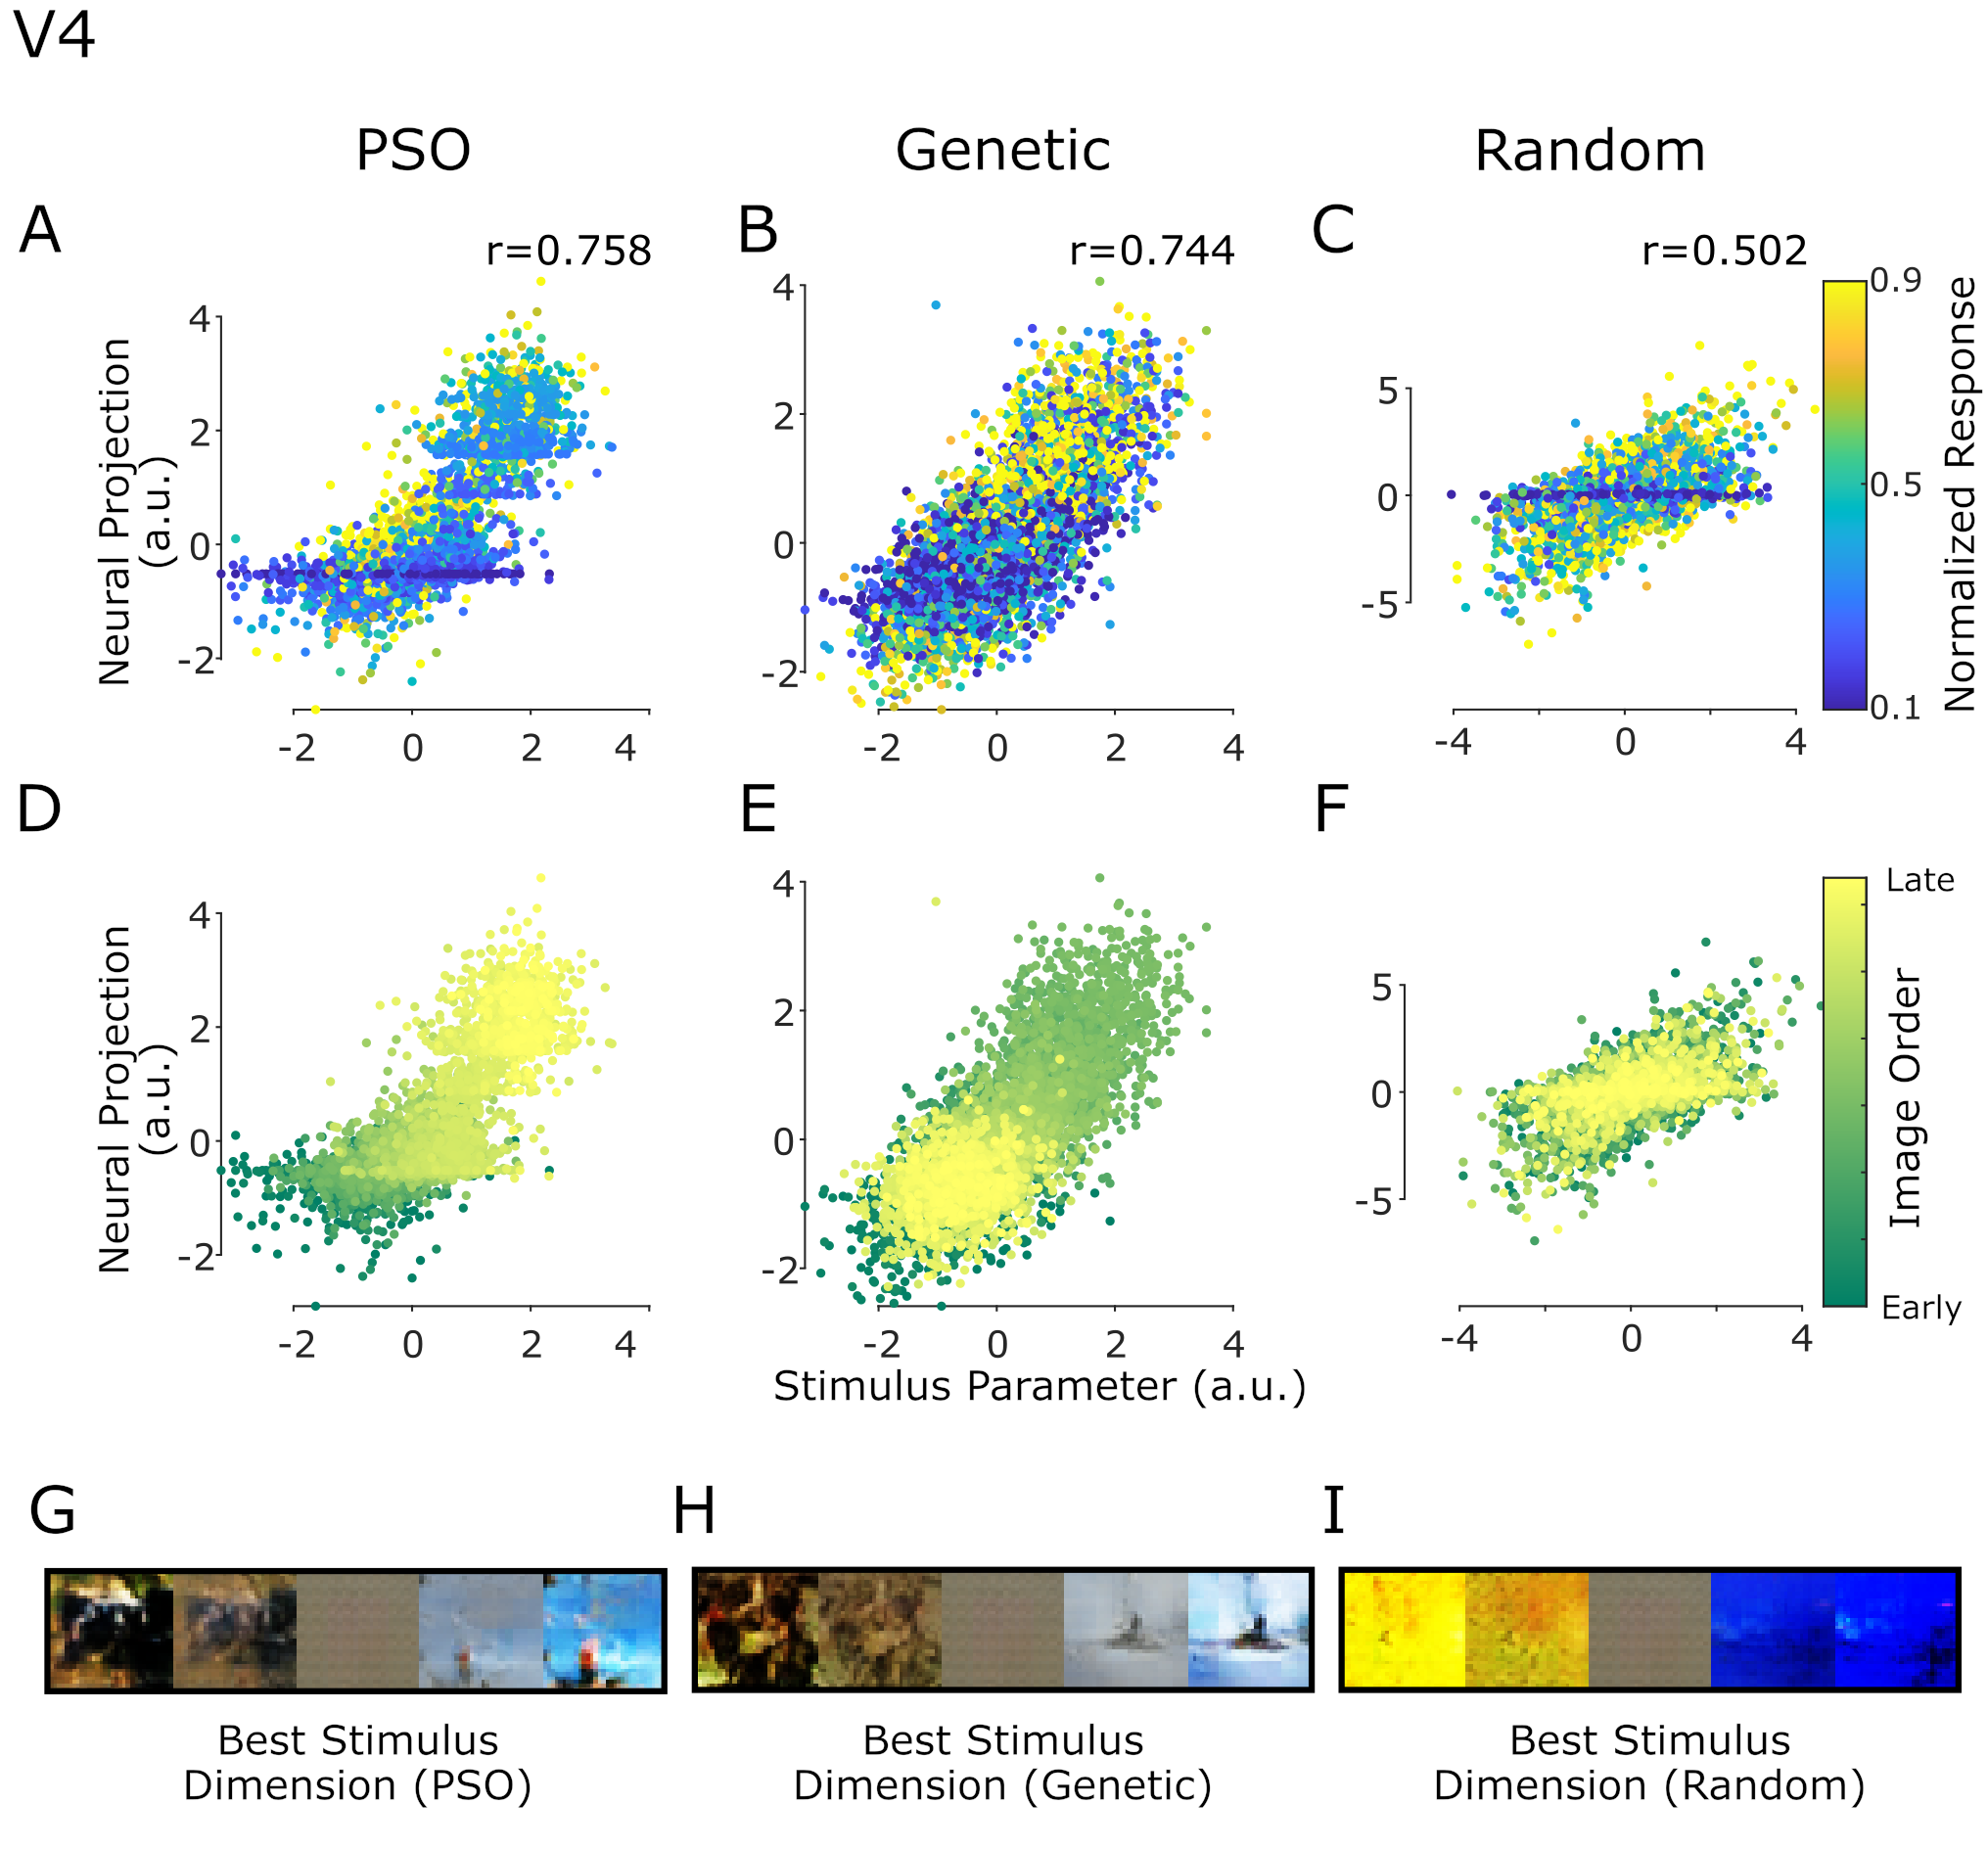 V4
PSO
Genetic
Random
A
B
C
r=0.758
r=0.744
r=0.502
Neural Projection
(a.u.)
4
2
0
-2
-2
0
2
4
4
2
0
-2
-2
0
2
4
5
0
-5
-4
0
4
0.9
0.5
0.1
Normalized Response
D
E
F
Neural Projection
(a.u.)
4
2
0
-2
-2
0
2
4
4
2
0
-2
-2
0
2
4
Stimulus Parameter (a.u.)
5
0
-5
-4
0
4
Late
Early
Image Order
G
H
I
Best Stimulus
Dimension (PSO)
Best Stimulus
Dimension (Genetic)
Best Stimulus
Dimension (Random)